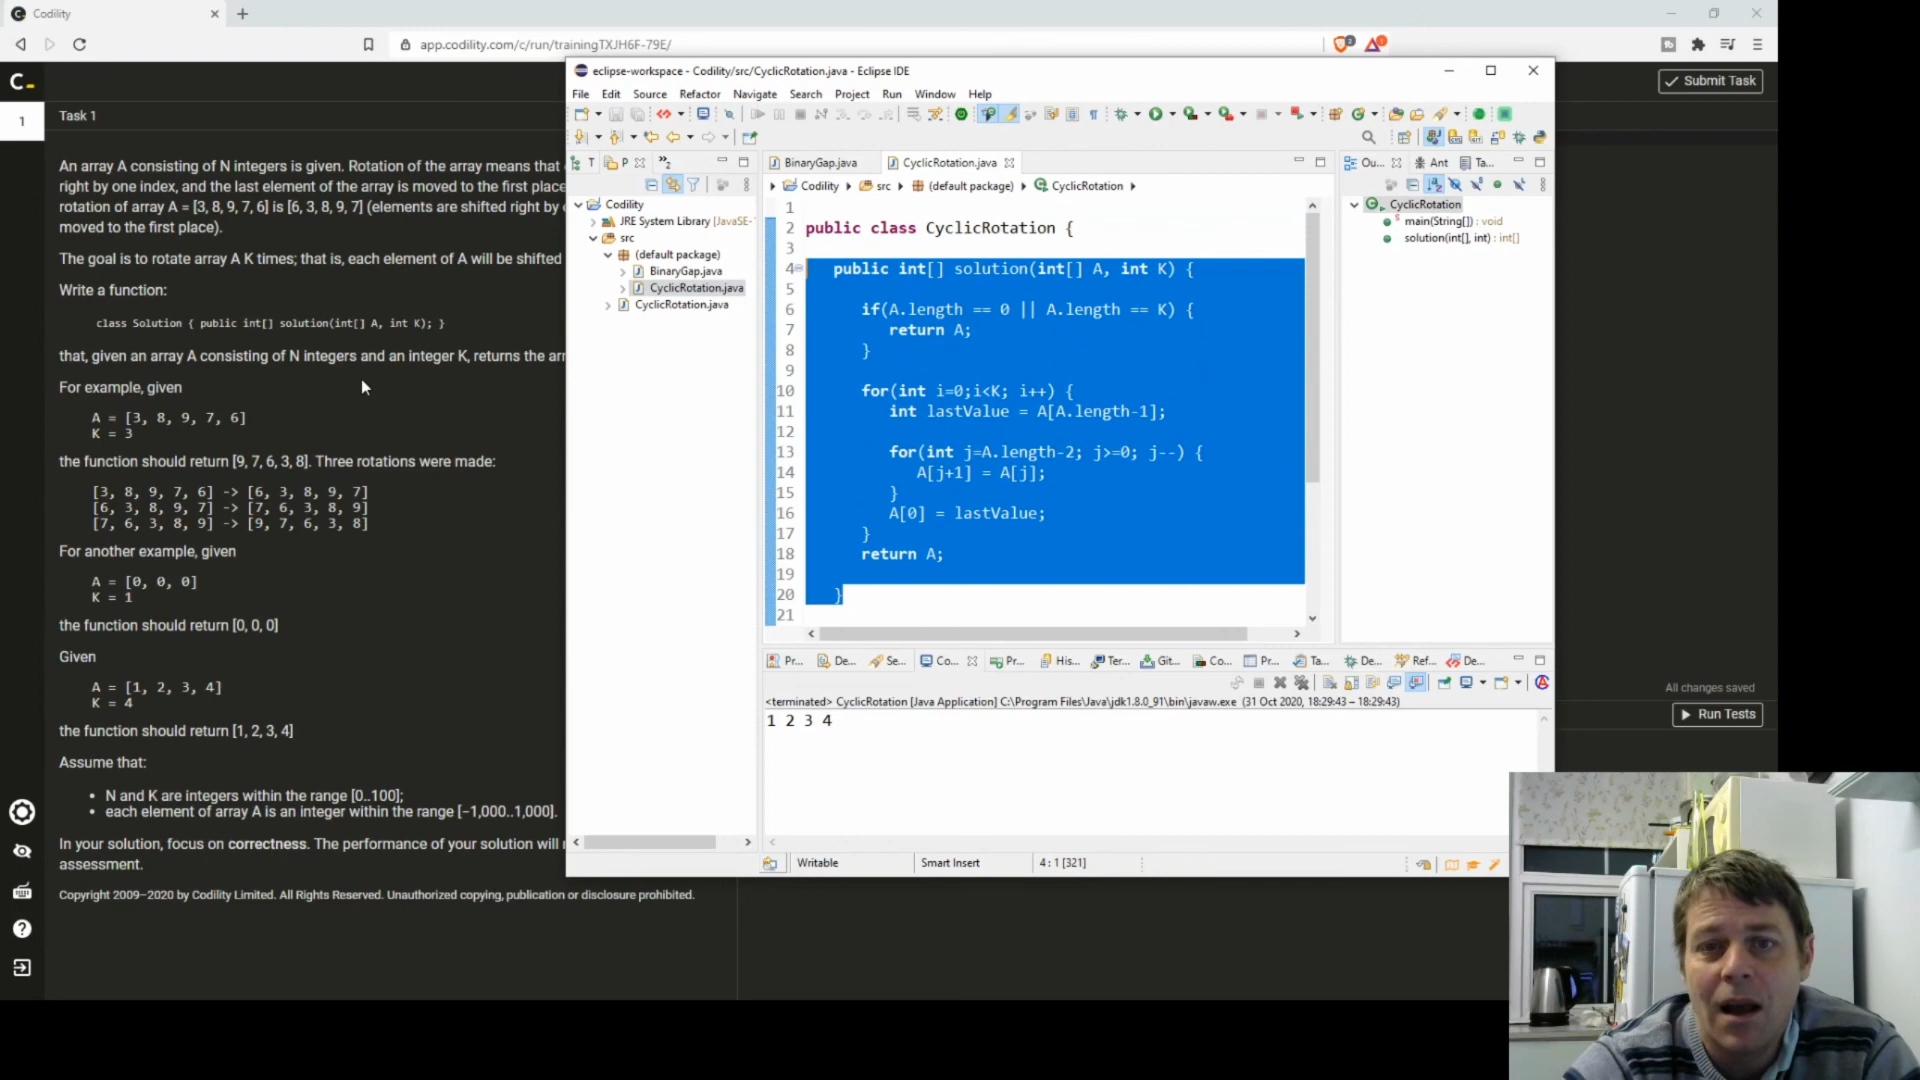 Codility
app.codility.com/c/run/trainingTXJH6F-79E/
Submit Task
1
Task 1
An array A consisting of N integers is given. Rotation of the array means that
right by one index, and the last element of the array is moved to the first place
rotation of array A = [3, 8, 9, 7, 6] is [6, 3, 8, 9, 7] (elements are shifted right by
moved to the first place).
The goal is to rotate array A K times; that is, each element of A will be shifted
Write a function:
class Solution { public int[] solution(int[] A, int K); }
that, given an array A consisting of N integers and an integer K, returns the
For example, given
A = [3, 8, 9, 7, 6]
K = 3
the function should return [9, 7, 6, 3, 8]. Three rotations were made:
[3, 8, 9, 7, 6] -> [6, 3, 8, 9, 7]
[6, 3, 8, 9, 7] -> [7, 6, 3, 8, 9]
[7, 6, 3, 8, 9] -> [9, 7, 6, 3, 8]
For another example, given
A = [0, 0, 0]
K = 1
the function should return [0, 0, 0]
Given
A = [1, 2, 3, 4]
K = 4
the function should return [1, 2, 3, 4]
Assume that:
• N and K are integers within the range [0..100];
• each element of array A is an integer within the range [−1,000..1,000].
In your solution, focus on correctness. The performance of your solution will
assessment.
Copyright 2009–2020 by Codility Limited. All Rights Reserved. Unauthorized copying, publication or disclosure prohibited.
eclipse-workspace - Codility/src/CyclicRotation.java - Eclipse IDE
File Edit Source Refactor Navigate Search Project Run Window Help
T P
Codility
JRE System Library [JavaSE-
src
(default package)
BinaryGap.java
CyclicRotation.java
CyclicRotation.java
BinaryGap.java CyclicRotation.java
Codility src (default package) CyclicRotation
1
2 public class CyclicRotation {
3
4 public int[] solution(int[] A, int K) {
5
6 if(A.length == 0 || A.length == K) {
7 return A;
8 }
9
10 for(int i=0;i<K; i++) {
11 int lastValue = A[A.length-1];
12
13 for(int j=A.length-2; j>=0; j--) {
14 A[j+1] = A[j];
15 }
16 A[0] = lastValue;
17 }
18 return A;
19
20 }
21
Ou... Ant Ta...
CyclicRotation
main(String[]) : void
solution(int[], int) : int[]
Pr... De... Se... Co... Pr... His... Ter... Git... Co... Pr... Ta... De... Ref... De...
<terminated> CyclicRotation [Java Application] C:\Program Files\Java\jdk1.8.0_91\bin\javaw.exe (31 Oct 2020, 18:29:43 – 18:29:43)
1 2 3 4
Writable Smart Insert 4 : 1 [321]
All changes saved
Run Tests